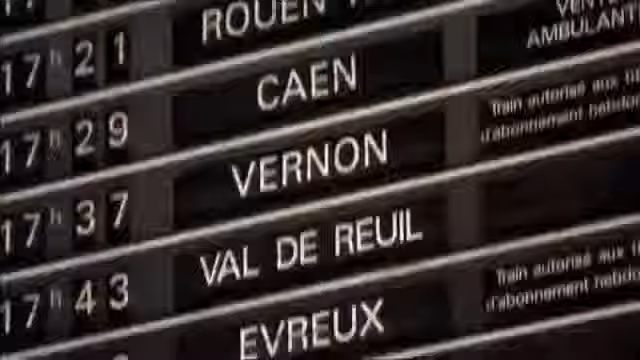 17h21 ROUEN
17h29 CAEN AMBULANT
17h37 VERNON Train autorisé aux
d'abonnement
17h43 VAL DE REUIL
EVREUX Train autorisé aux
d'abonnement